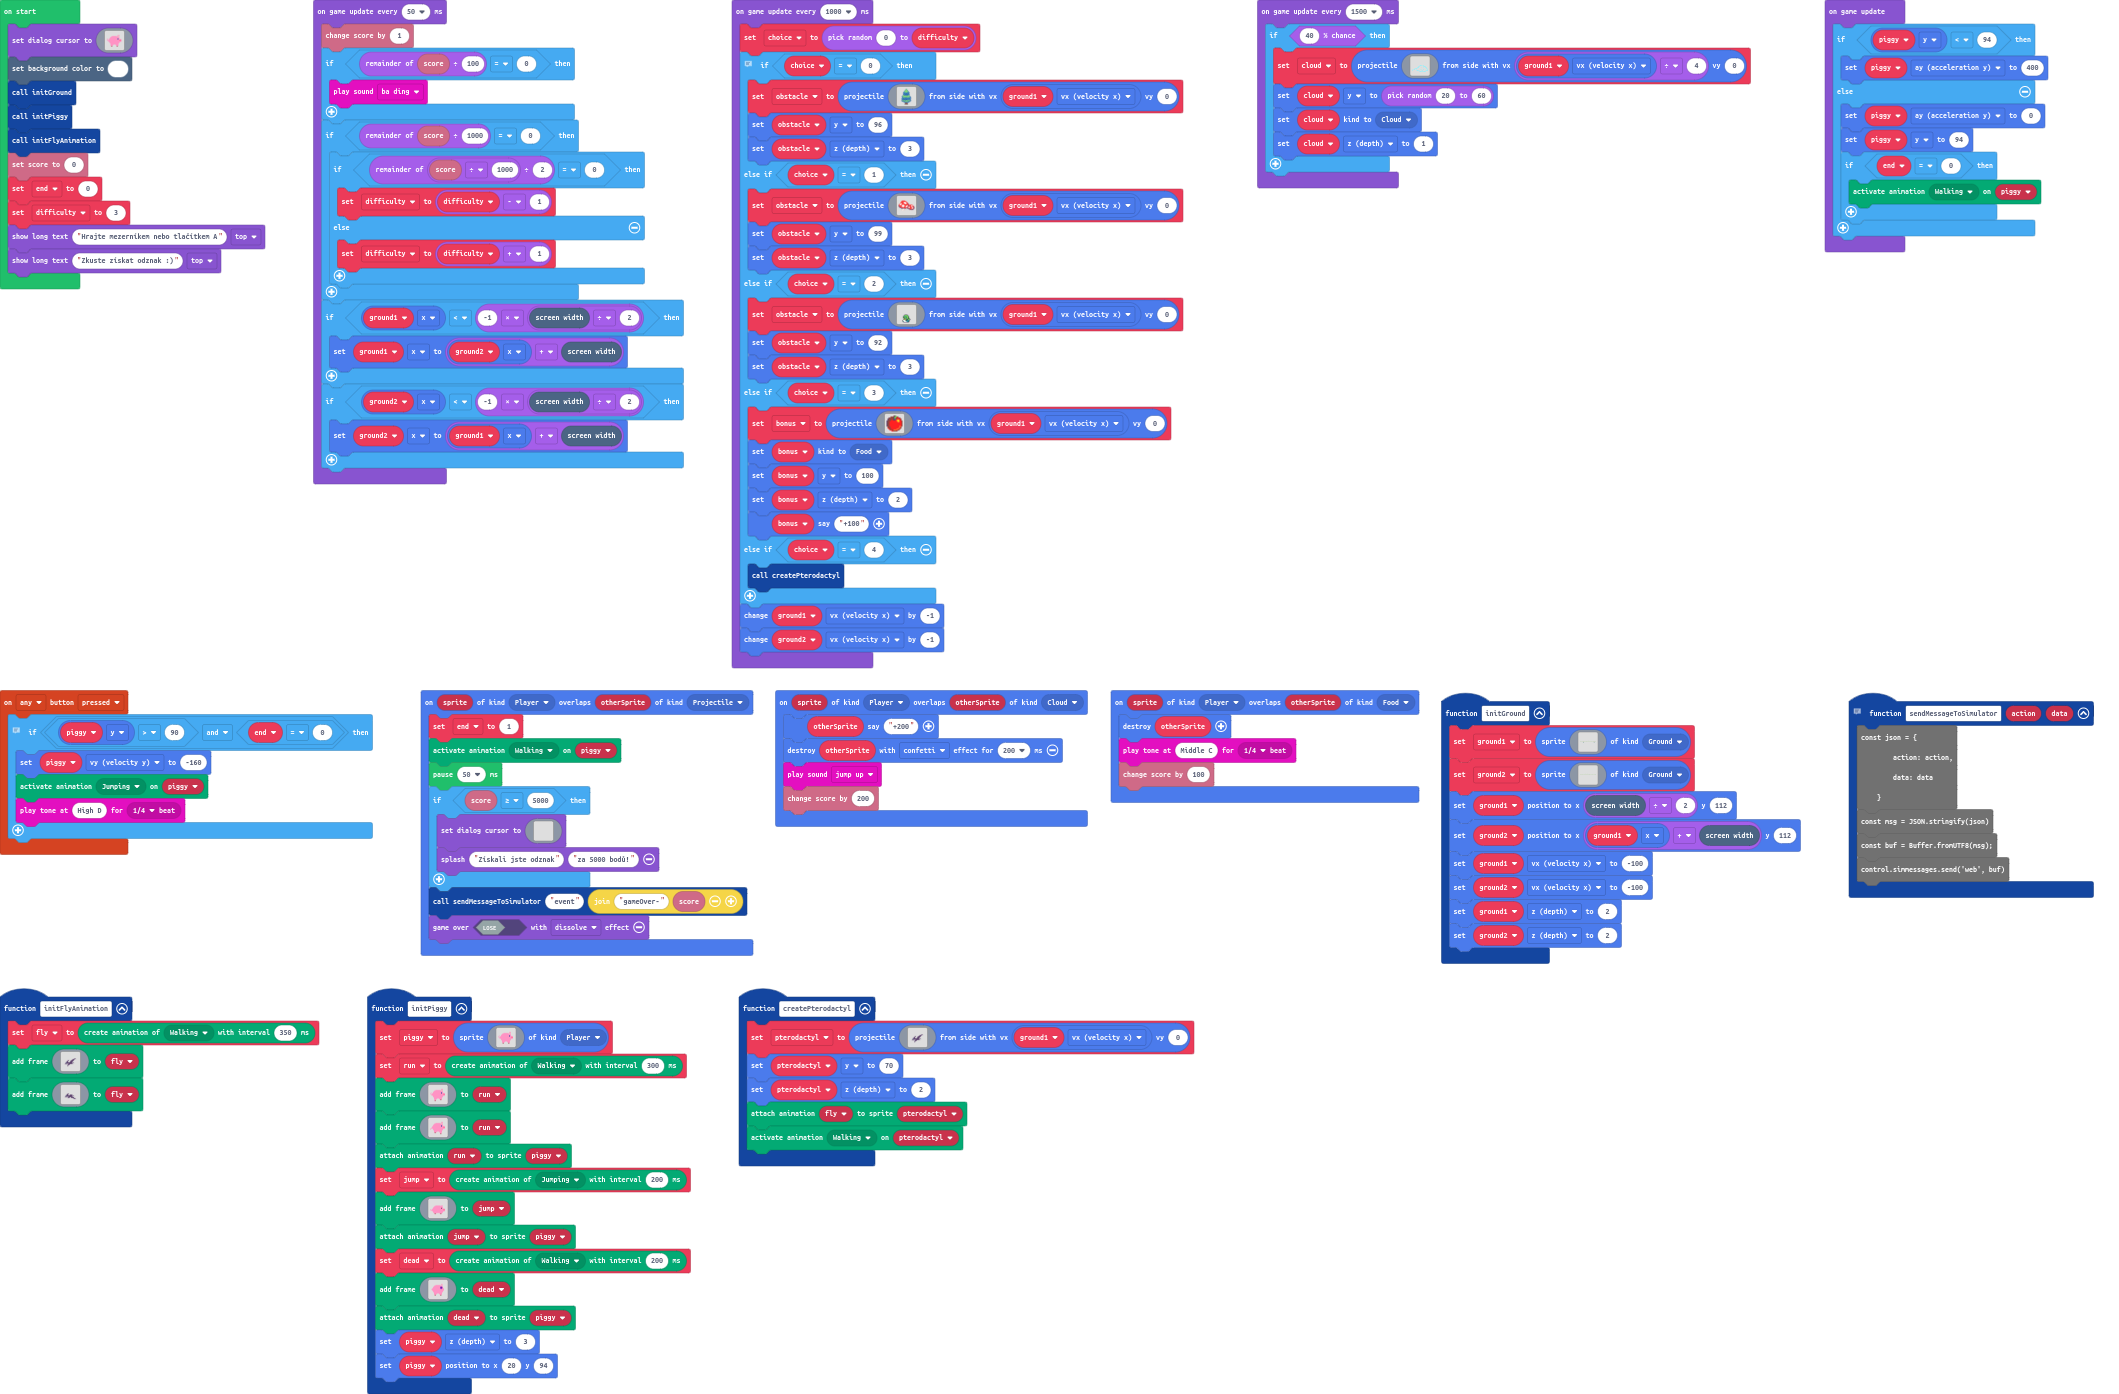 on start
set dialog cursor to
set background color to
call initGround
call initPiggy
call initFlyAnimation
set score to 0
set end to 0
set difficulty to 3
show long text "Hrajte mezerníkem nebo tlačítkem A" top
show long text "Zkuste získat odznak :)" top
on game update every 50 ms
change score by 1
if remainder of score ÷ 100 = 0 then
play sound ba ding
if remainder of score ÷ 1000 = 0 then
if remainder of score ÷ 1000 ÷ 2 = 0 then
set difficulty to difficulty - 1
else
set difficulty to difficulty + 1
if ground1 x < -1 × screen width ÷ 2 then
set ground1 x to ground2 x + screen width
if ground2 x < -1 × screen width ÷ 2 then
set ground2 x to ground1 x + screen width
on game update every 1000 ms
set choice to pick random 0 to difficulty
if choice = 0 then
set obstacle to projectile from side with vx ground1 vx (velocity x) vy 0
set obstacle y to 96
set obstacle z (depth) to 3
else if choice = 1 then
set obstacle to projectile from side with vx ground1 vx (velocity x) vy 0
set obstacle y to 99
set obstacle z (depth) to 3
else if choice = 2 then
set obstacle to projectile from side with vx ground1 vx (velocity x) vy 0
set obstacle y to 92
set obstacle z (depth) to 3
else if choice = 3 then
set bonus to projectile from side with vx ground1 vx (velocity x) vy 0
set bonus kind to Food
set bonus y to 100
set bonus z (depth) to 2
bonus say "+100"
else if choice = 4 then
call createPterodactyl
change ground1 vx (velocity x) by -1
change ground2 vx (velocity x) by -1
on game update every 1500 ms
if 40 % chance then
set cloud to projectile from side with vx ground1 vx (velocity x) ÷ 4 vy 0
set cloud y to pick random 20 to 60
set cloud kind to Cloud
set cloud z (depth) to 1
on game update
if piggy y < 94 then
set piggy ay (acceleration y) to 400
else
set piggy ay (acceleration y) to 0
set piggy y to 94
if end = 0 then
activate animation Walking on piggy
on any button pressed
if piggy y > 90 and end = 0 then
set piggy vy (velocity y) to -160
activate animation Jumping on piggy
play tone at High D for 1/4 beat
on sprite of kind Player overlaps otherSprite of kind Projectile
set end to 1
activate animation Walking on piggy
pause 50 ms
if score ≥ 5000 then
set dialog cursor to
splash "Získali jste odznak" "za 5000 bodů!"
call sendMessageToSimulator "event" join "gameOver-" score
game over LOSE with dissolve effect
on sprite of kind Player overlaps otherSprite of kind Cloud
otherSprite say "+200"
destroy otherSprite with confetti effect for 200 ms
play sound jump up
change score by 200
on sprite of kind Player overlaps otherSprite of kind Food
destroy otherSprite
play tone at Middle C for 1/4 beat
change score by 100
function initGround
set ground1 to sprite of kind Ground
set ground2 to sprite of kind Ground
set ground1 position to x screen width ÷ 2 y 112
set ground2 position to x ground1 x + screen width y 112
set ground1 vx (velocity x) to -100
set ground2 vx (velocity x) to -100
set ground1 z (depth) to 2
set ground2 z (depth) to 2
function sendMessageToSimulator action data
const json = {
action: action,
data: data
}
const msg = JSON.stringify(json)
const buf = Buffer.fromUTF8(msg);
control.simmessages.send('web', buf)
function initFlyAnimation
set fly to create animation of Walking with interval 350 ms
add frame to fly
add frame to fly
function initPiggy
set piggy to sprite of kind Player
set run to create animation of Walking with interval 300 ms
add frame to run
add frame to run
attach animation run to sprite piggy
set jump to create animation of Jumping with interval 200 ms
add frame to jump
attach animation jump to sprite piggy
set dead to create animation of Walking with interval 200 ms
add frame to dead
attach animation dead to sprite piggy
set piggy z (depth) to 3
set piggy position to x 20 y 94
function createPterodactyl
set pterodactyl to projectile from side with vx ground1 vx (velocity x) vy 0
set pterodactyl y to 70
set pterodactyl z (depth) to 2
attach animation fly to sprite pterodactyl
activate animation Walking on pterodactyl